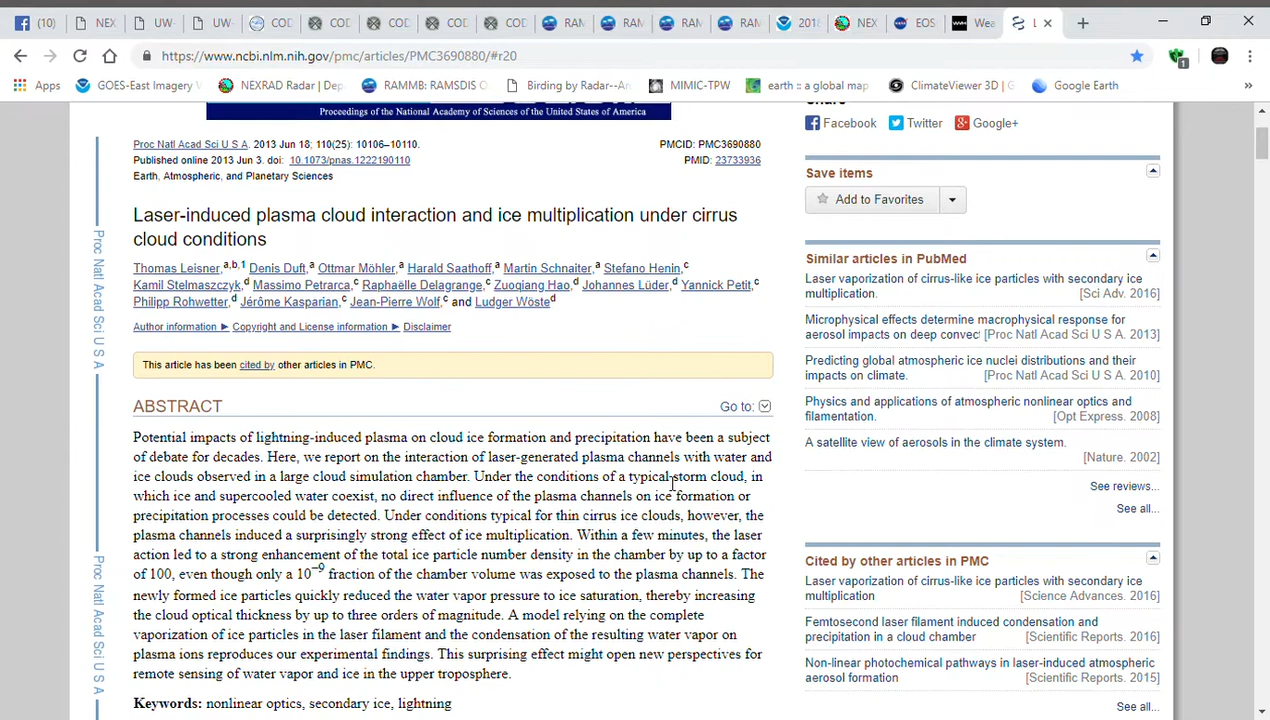 (10) NEX UW- UW- COD COD COD COD COD RAM RAM RAM RAM 2018 NEX EOS Wea L
https://www.ncbi.nlm.nih.gov/pmc/articles/PMC3690880/#r20
1
Apps GOES-East Imagery V NEXRAD Radar | Dep RAMMB: RAMSDIS O Birding by Radar--Ar MIMIC-TPW earth :: a global map ClimateViewer 3D | G Google Earth »
Proceedings of the National Academy of Sciences of the United States of America
Share
Facebook Twitter Google+
Proc Natl Acad Sci U S A. 2013 Jun 18; 110(25): 10106–10110. PMCID: PMC3690880
Published online 2013 Jun 3. doi: 10.1073/pnas.1222190110 PMID: 23733936
Earth, Atmospheric, and Planetary Sciences
Laser-induced plasma cloud interaction and ice multiplication under cirrus
cloud conditions
Thomas Leisner,a,b,1 Denis Duft,a Ottmar Möhler,a Harald Saathoff,a Martin Schnaiter,a Stefano Henin,c
Kamil Stelmaszczyk,d Massimo Petrarca,c Raphaëlle Delagrange,c Zuoqiang Hao,d Johannes Lüder,d Yannick Petit,c
Philipp Rohwetter,d Jérôme Kasparian,c Jean-Pierre Wolf,c and Ludger Wösted
Author information ► Copyright and License information ► Disclaimer
This article has been cited by other articles in PMC.
ABSTRACT Go to:
Potential impacts of lightning-induced plasma on cloud ice formation and precipitation have been a subject
of debate for decades. Here, we report on the interaction of laser-generated plasma channels with water and
ice clouds observed in a large cloud simulation chamber. Under the conditions of a typical storm cloud, in
which ice and supercooled water coexist, no direct influence of the plasma channels on ice formation or
precipitation processes could be detected. Under conditions typical for thin cirrus ice clouds, however, the
plasma channels induced a surprisingly strong effect of ice multiplication. Within a few minutes, the laser
action led to a strong enhancement of the total ice particle number density in the chamber by up to a factor
of 100, even though only a 10−9 fraction of the chamber volume was exposed to the plasma channels. The
newly formed ice particles quickly reduced the water vapor pressure to ice saturation, thereby increasing
the cloud optical thickness by up to three orders of magnitude. A model relying on the complete
vaporization of ice particles in the laser filament and the condensation of the resulting water vapor on
plasma ions reproduces our experimental findings. This surprising effect might open new perspectives for
remote sensing of water vapor and ice in the upper troposphere.
Keywords: nonlinear optics, secondary ice, lightning
Proc Natl Acad Sci U S A
Proc Natl Acad Sci U S A
Save items
Add to Favorites
Similar articles in PubMed
Laser vaporization of cirrus-like ice particles with secondary ice
multiplication. [Sci Adv. 2016]
Microphysical effects determine macrophysical response for
aerosol impacts on deep convect [Proc Natl Acad Sci U S A. 2013]
Predicting global atmospheric ice nuclei distributions and their
impacts on climate. [Proc Natl Acad Sci U S A. 2010]
Physics and applications of atmospheric nonlinear optics and
filamentation. [Opt Express. 2008]
A satellite view of aerosols in the climate system.
[Nature. 2002]
See reviews...
See all...
Cited by other articles in PMC
Laser vaporization of cirrus-like ice particles with secondary ice
multiplication [Science Advances. 2016]
Femtosecond laser filament induced condensation and
precipitation in a cloud chamber [Scientific Reports. 2016]
Non-linear photochemical pathways in laser-induced atmospheric
aerosol formation [Scientific Reports. 2015]
See all...